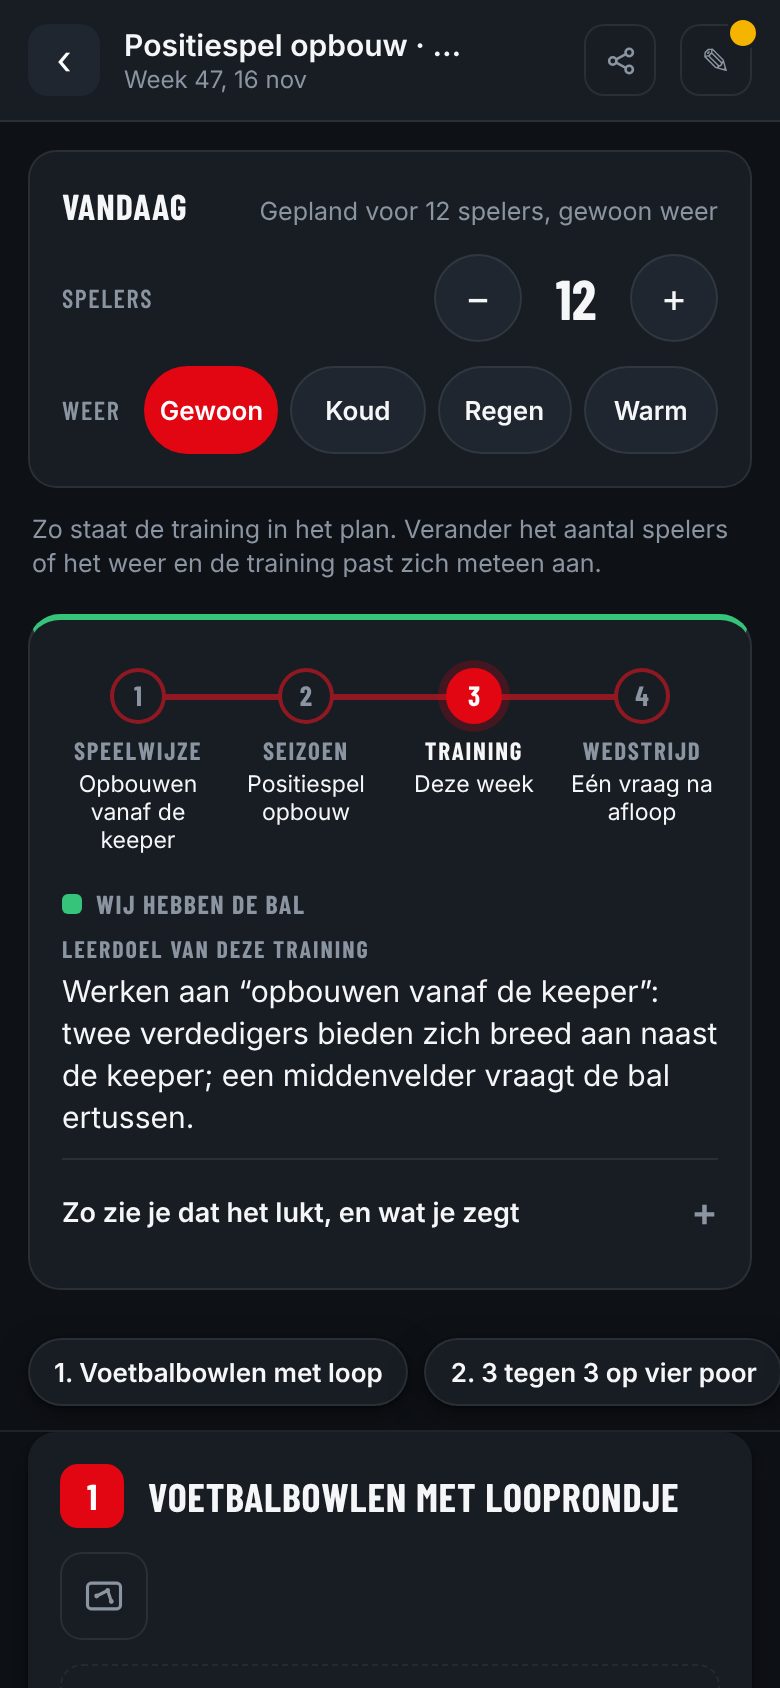 Positiespel opbouw · ...
Week 47, 16 nov
VANDAAG
Gepland voor 12 spelers, gewoon weer
SPELERS
− 12 +
WEER Gewoon Koud Regen Warm
Zo staat de training in het plan. Verander het aantal spelers
of het weer en de training past zich meteen aan.
1 2 3 4
SPEELWIJZE SEIZOEN TRAINING WEDSTRIJD
Opbouwen Positiespel Deze week Eén vraag na
vanaf de opbouw afloop
keeper
WIJ HEBBEN DE BAL
LEERDOEL VAN DEZE TRAINING
Werken aan “opbouwen vanaf de keeper”:
twee verdedigers bieden zich breed aan naast
de keeper; een middenvelder vraagt de bal
ertussen.
Zo zie je dat het lukt, en wat je zegt +
1. Voetbalbowlen met loop 2. 3 tegen 3 op vier poor
1 VOETBALBOWLEN MET LOOPRONDJE